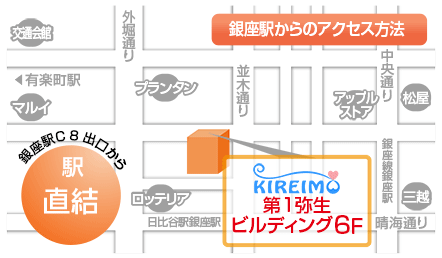 銀座駅からのアクセス方法
交通会館
外堀通り
有楽町駅
プランタン
並木通り
中央通り
マルイ
アップル
ストア
松屋
銀座駅C8出口から
駅
直結
KIREIMO
第1弥生
ビルディング6F
銀座線銀座駅
ロッテリア
三越
日比谷駅銀座駅
晴海通り